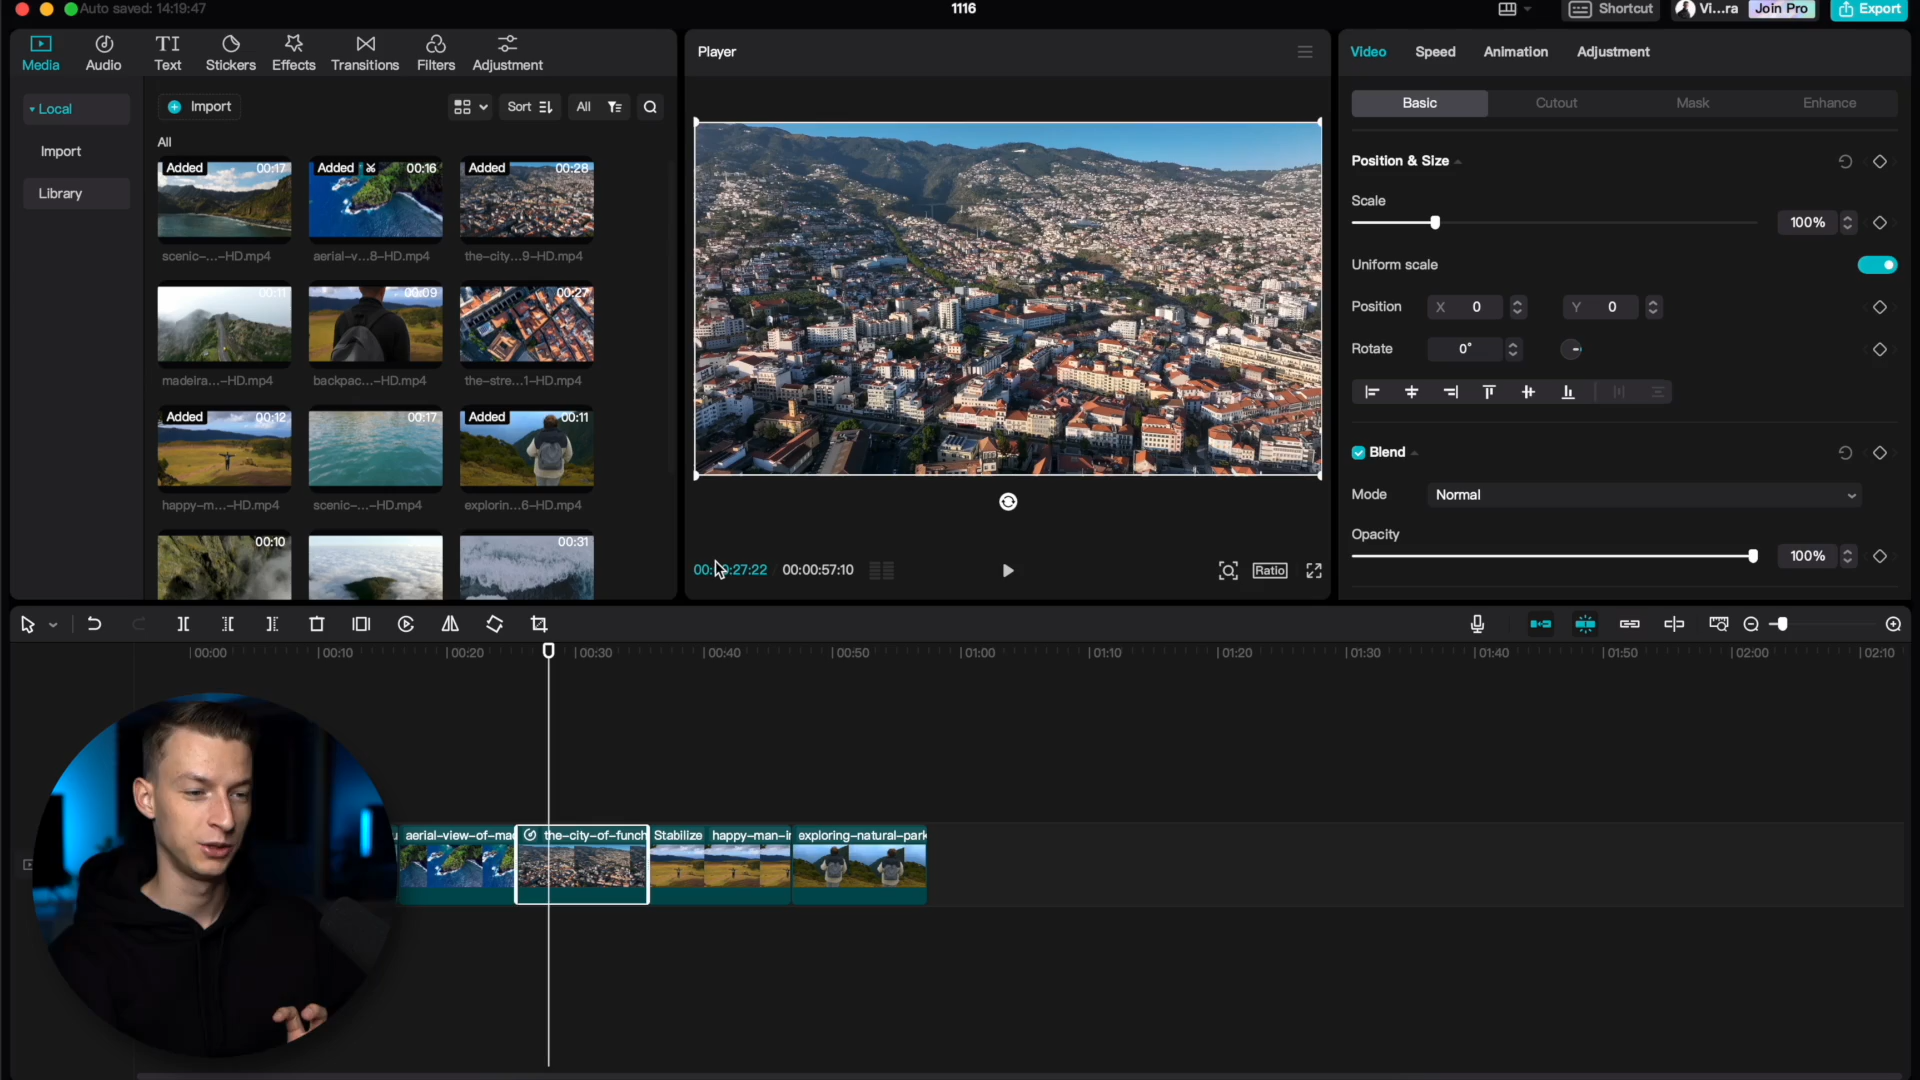 Auto saved: 14:19:47
1116
Shortcut
Vi...ra
Join Pro
Export
Media
Audio
Text
Stickers
Effects
Transitions
Filters
Adjustment
Local
Import
Library
Import
Sort
All
All
Added 00:17
scenic-...-HD.mp4
Added 00:16
aerial-v...8-HD.mp4
Added 00:28
the-city...9-HD.mp4
00:11
madeira...-HD.mp4
00:09
backpac...-HD.mp4
00:27
the-stre...1-HD.mp4
Added 00:12
happy-m...-HD.mp4
00:17
scenic-...-HD.mp4
Added 00:11
explorin...6-HD.mp4
00:10
00:31
Player
27:22
00:00:57:10
Ratio
Video
Speed
Animation
Adjustment
Basic
Cutout
Mask
Enhance
Position & Size
Scale
100%
Uniform scale
Position X 0 Y 0
Rotate 0°
Blend
Mode Normal
Opacity
100%
00:00 00:10 00:20 00:30 00:40 00:50 01:00 01:10 01:20 01:30 01:40 01:50 02:00 02:10
aerial-view-of-mad
the-city-of-funch
Stabilize happy-man-in
exploring-natural-park